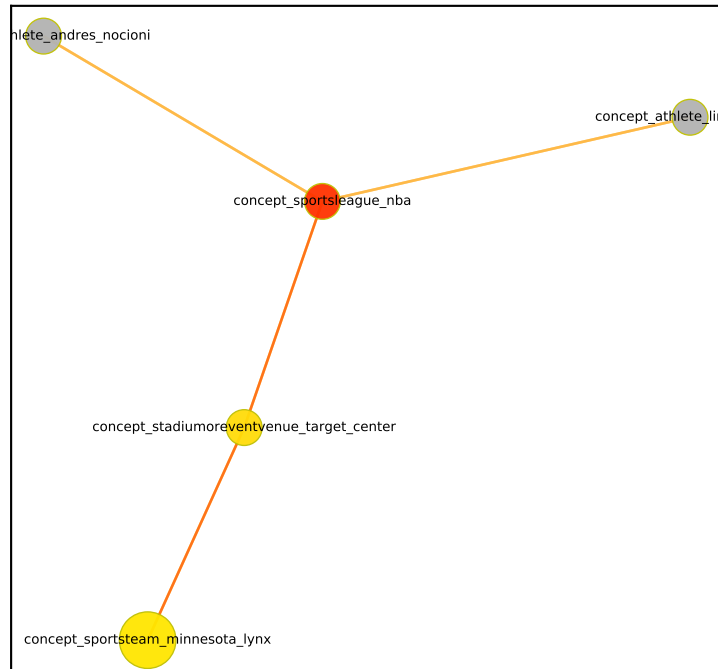 hlete_andres_nocioni
concept_athlete_li
concept_sportsleague_nba
concept_stadiumoreventvenue_target_center
concept_sportsteam_minnesota_lynx